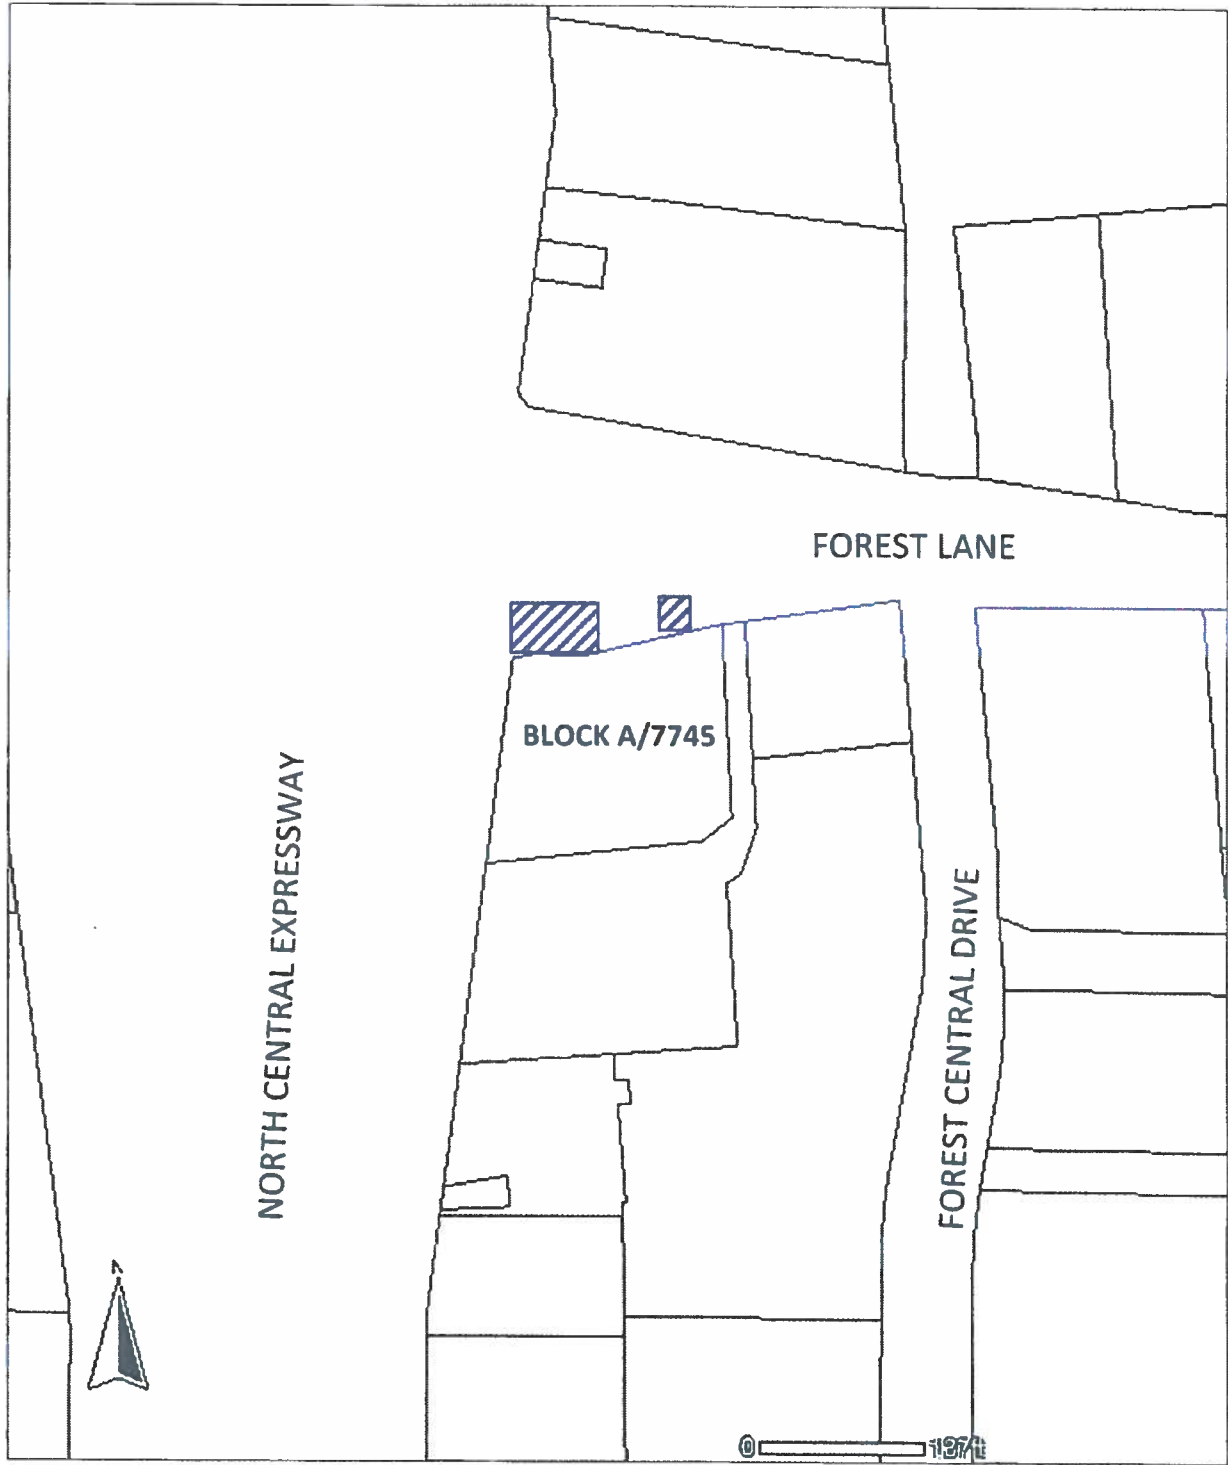 FOREST LANE
BLOCK A/7745
NORTH CENTRAL EXPRESSWAY
FOREST CENTRAL DRIVE
N
0